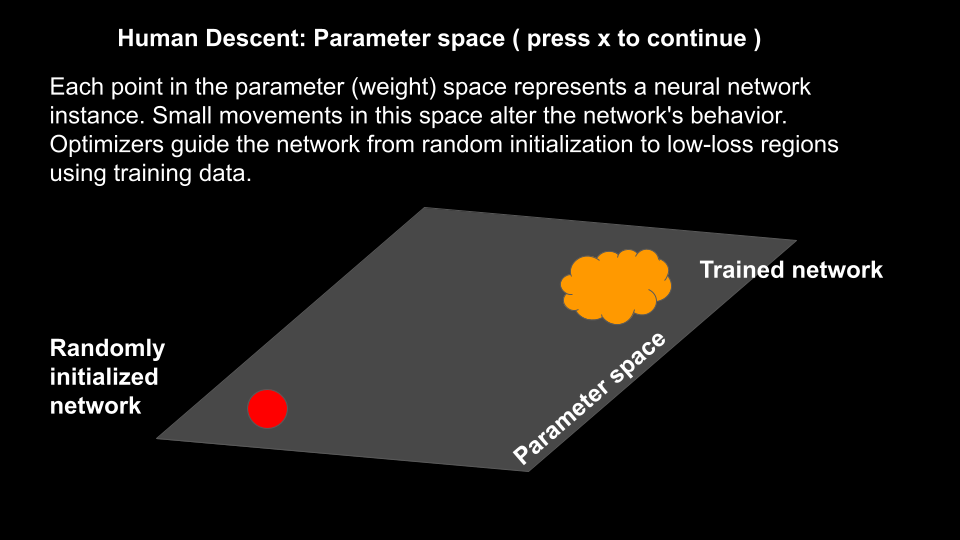 Human Descent: Parameter space ( press x to continue )
Each point in the parameter (weight) space represents a neural network
instance. Small movements in this space alter the network's behavior.
Optimizers guide the network from random initialization to low-loss regions
using training data.
Trained network
Randomly
initialized
network
Parameter space